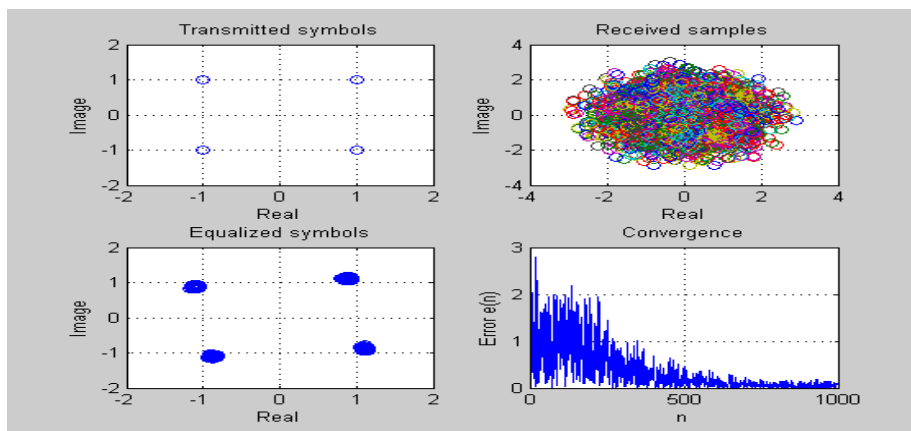 Transmitted symbols
2
1
0
-1
-2
Image
-2 -1 0 1 2
Real
Received samples
4
2
0
-2
-4
Image
-4 -2 0 2 4
Real
Equalized symbols
2
1
0
-1
-2
Image
-2 -1 0 1 2
Real
Convergence
3
2
1
0
Error e(n)
0 500 1000
n